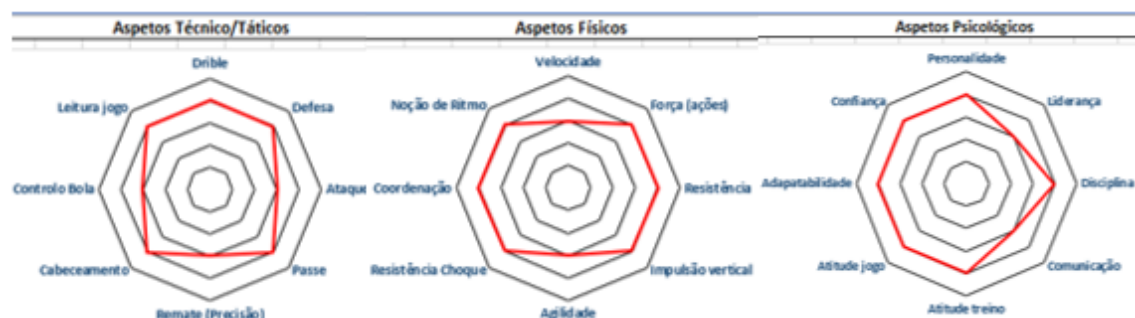 Aspetos Técnico/Táticos
Drible
Defesa
Ataque
Passe
Remate (Precisão)
Cabeceamento
Controlo Bola
Leitura jogo
Aspetos Físicos
Velocidade
Força (ações)
Resistência
Impulsão vertical
Agilidade
Resistência Choque
Coordenação
Noção de Ritmo
Aspetos Psicológicos
Personalidade
Liderança
Disciplina
Comunicação
Atitude treino
Atitude jogo
Adapatabilidade
Confiança